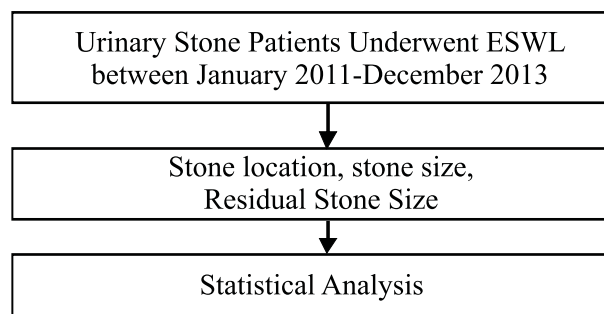 Urinary Stone Patients Underwent ESWL
between January 2011-December 2013
Stone location, stone size,
Residual Stone Size
Statistical Analysis